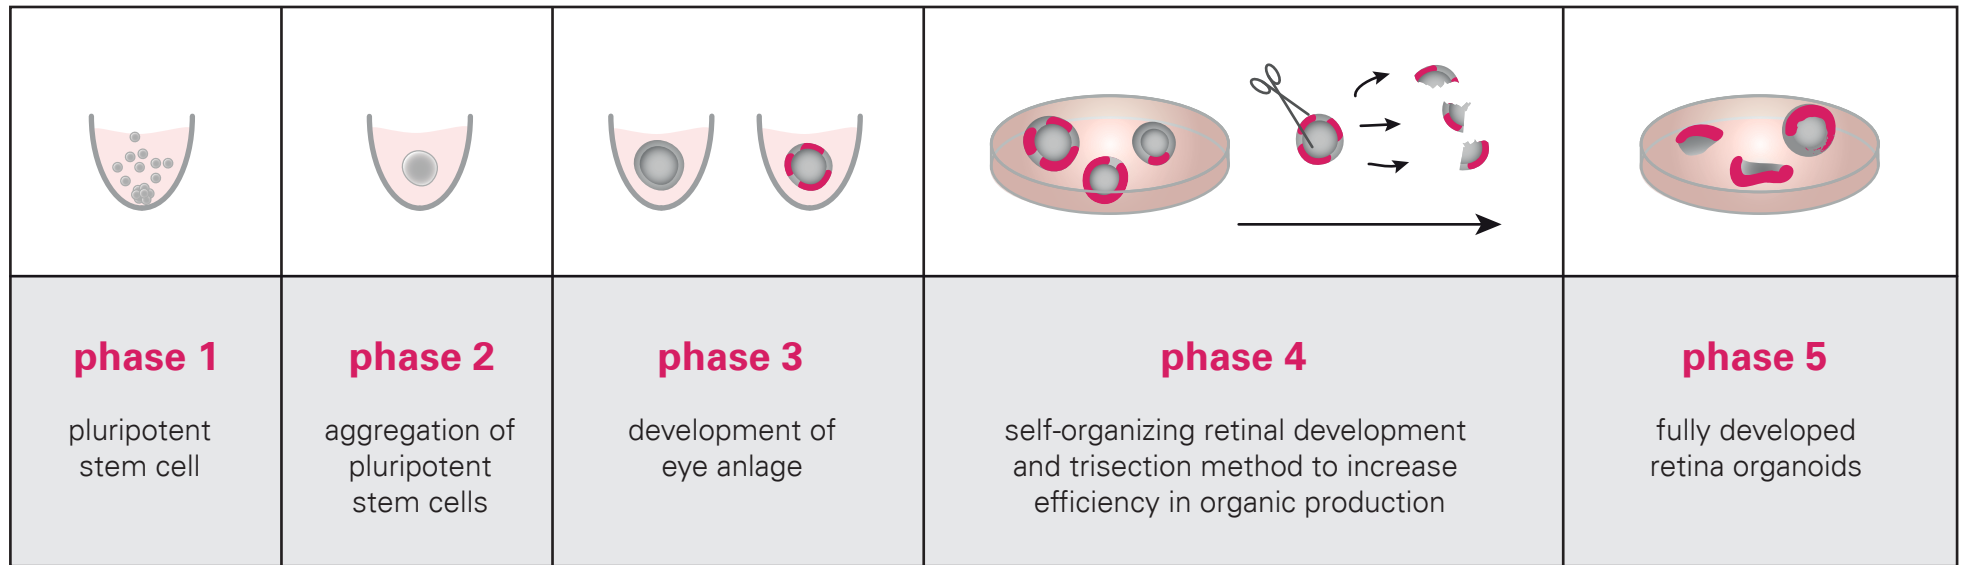 phase 1
pluripotent
stem cell
phase 2
aggregation of
pluripotent
stem cells
phase 3
development of
eye anlage
phase 4
self-organizing retinal development
and trisection method to increase
efficiency in organic production
phase 5
fully developed
retina organoids